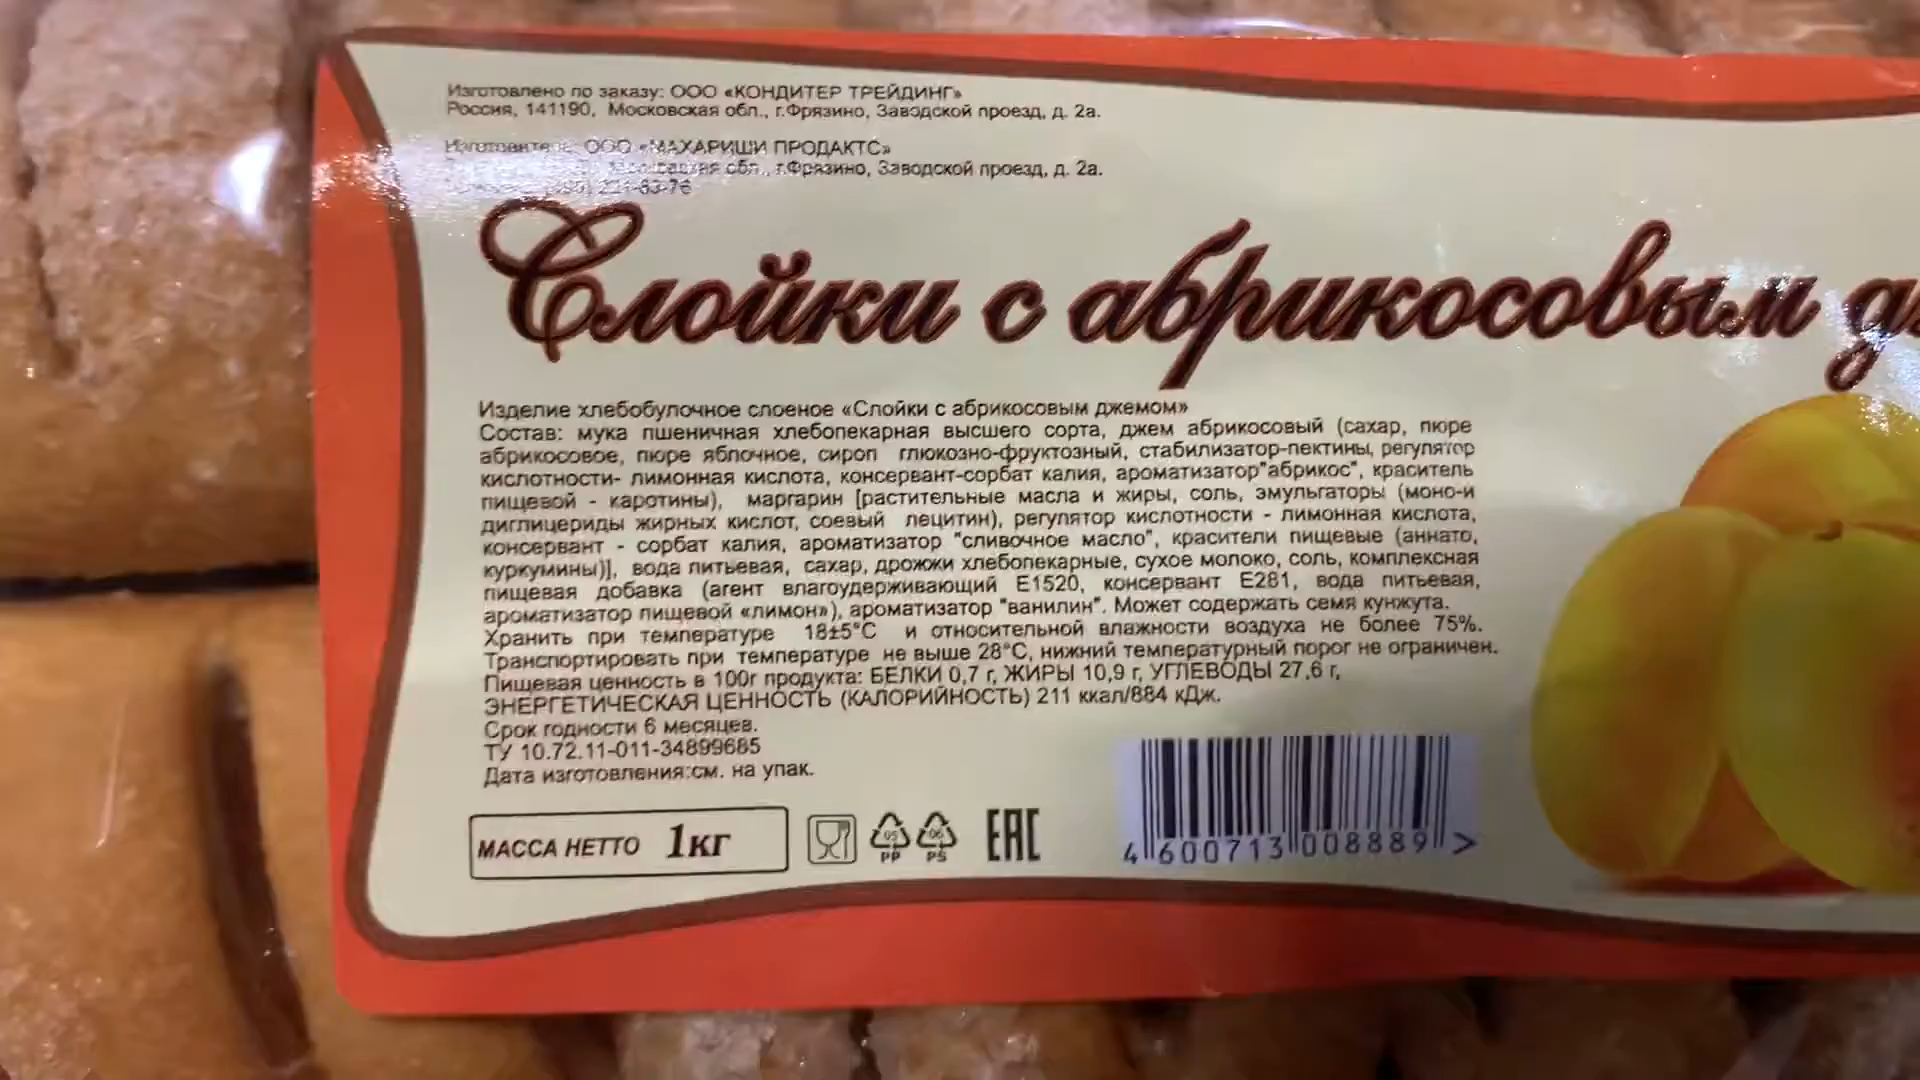 Изготовлено по заказу: ООО «КОНДИТЕР ТРЕЙДИНГ»
Россия, 141190, Московская обл., г.Фрязино, Заводской проезд, д. 2а.
ООО «МАХАРИШИ ПРОДАКТС»
обл., г.Фрязино, Заводской проезд, д. 2а.
Слойки с абрикосовым
Изделие хлебобулочное слоеное «Слойки с абрикосовым джемом»
Состав: мука пшеничная хлебопекарная высшего сорта, джем абрикосовый (сахар, пюре
абрикосовое, пюре яблочное, сироп глюкозно-фруктозный, стабилизатор-пектины, регулятор
кислотности- лимонная кислота, консервант-сорбат калия, ароматизатор"абрикос", краситель
пищевой - каротины), маргарин [растительные масла и жиры, соль, эмульгаторы (моно-и
диглицериды жирных кислот, соевый лецитин), регулятор кислотности - лимонная кислота,
консервант - сорбат калия, ароматизатор "сливочное масло", красители пищевые (аннато,
куркумины)], вода питьевая, сахар, дрожжи хлебопекарные, сухое молоко, соль, комплексная
пищевая добавка (агент влагоудерживающий Е1520, консервант Е281, вода питьевая,
ароматизатор пищевой «лимон»), ароматизатор "ванилин". Может содержать семя кунжута.
Хранить при температуре 18±5°С и относительной влажности воздуха не более 75%.
Транспортировать при температуре не выше 28°С, нижний температурный порог не ограничен.
Пищевая ценность в 100г продукта: БЕЛКИ 0,7 г, ЖИРЫ 10,9 г, УГЛЕВОДЫ 27,6 г,
ЭНЕРГЕТИЧЕСКАЯ ЦЕННОСТЬ (КАЛОРИЙНОСТЬ) 211 ккал/884 кДж.
Срок годности 6 месяцев.
ТУ 10.72.11-011-34899685
Дата изготовления:см. на упак.
МАССА НЕТТО 1кг
05 PP
06 PS
ЕАС
4 600713 008889 >